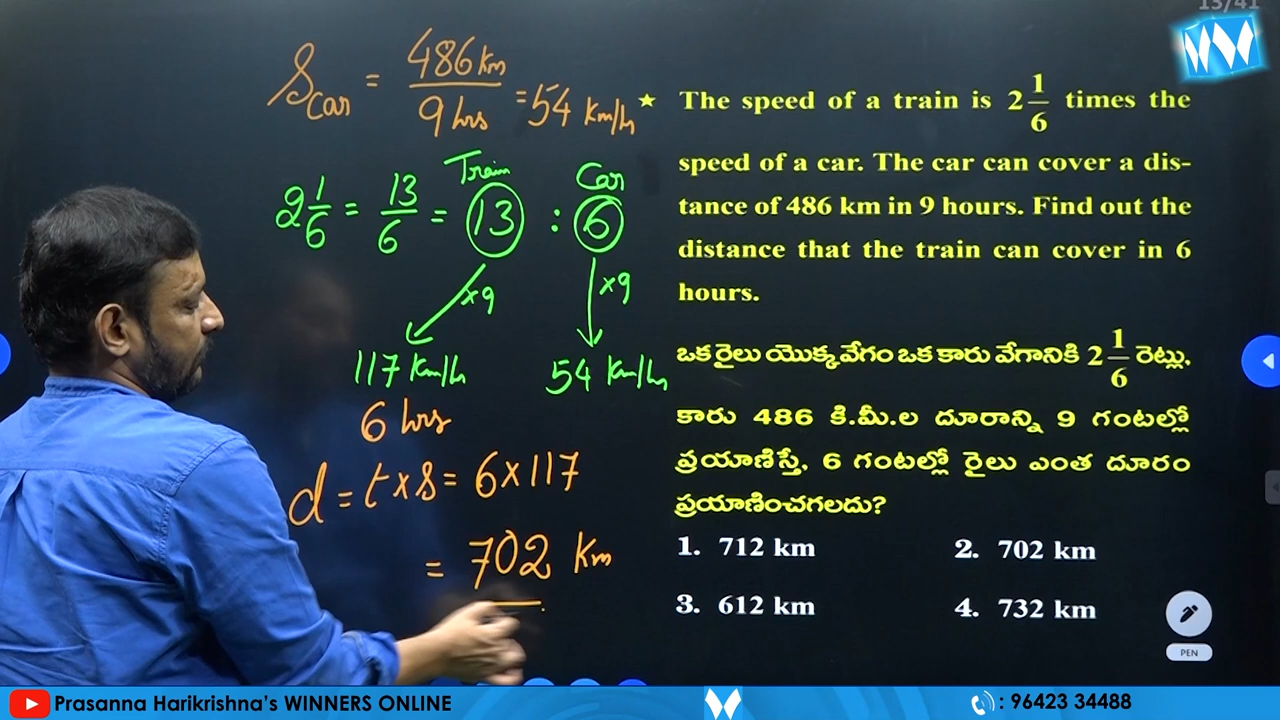 13/41
S car = 486 km / 9 hrs = 54 km/hr
2 1/6 = 13/6 = 13 : 6
Train Car
×9 ×9
117 Km/hr 54 Km/hr
6 hrs
d = t × s = 6 × 117
= 702 Km
★ The speed of a train is 2 1/6 times the
speed of a car. The car can cover a dis-
tance of 486 km in 9 hours. Find out the
distance that the train can cover in 6
hours.
ఒక రైలు యొక్క వేగం ఒక కారు వేగానికి 2 1/6 రెట్లు.
కారు 486 కి.మీ.ల దూరాన్ని 9 గంటల్లో
ప్రయాణిస్తే, 6 గంటల్లో రైలు ఎంత దూరం
ప్రయాణించగలదు?
1. 712 km 2. 702 km
3. 612 km 4. 732 km
PEN
Prasanna Harikrishna's WINNERS ONLINE : 96423 34488